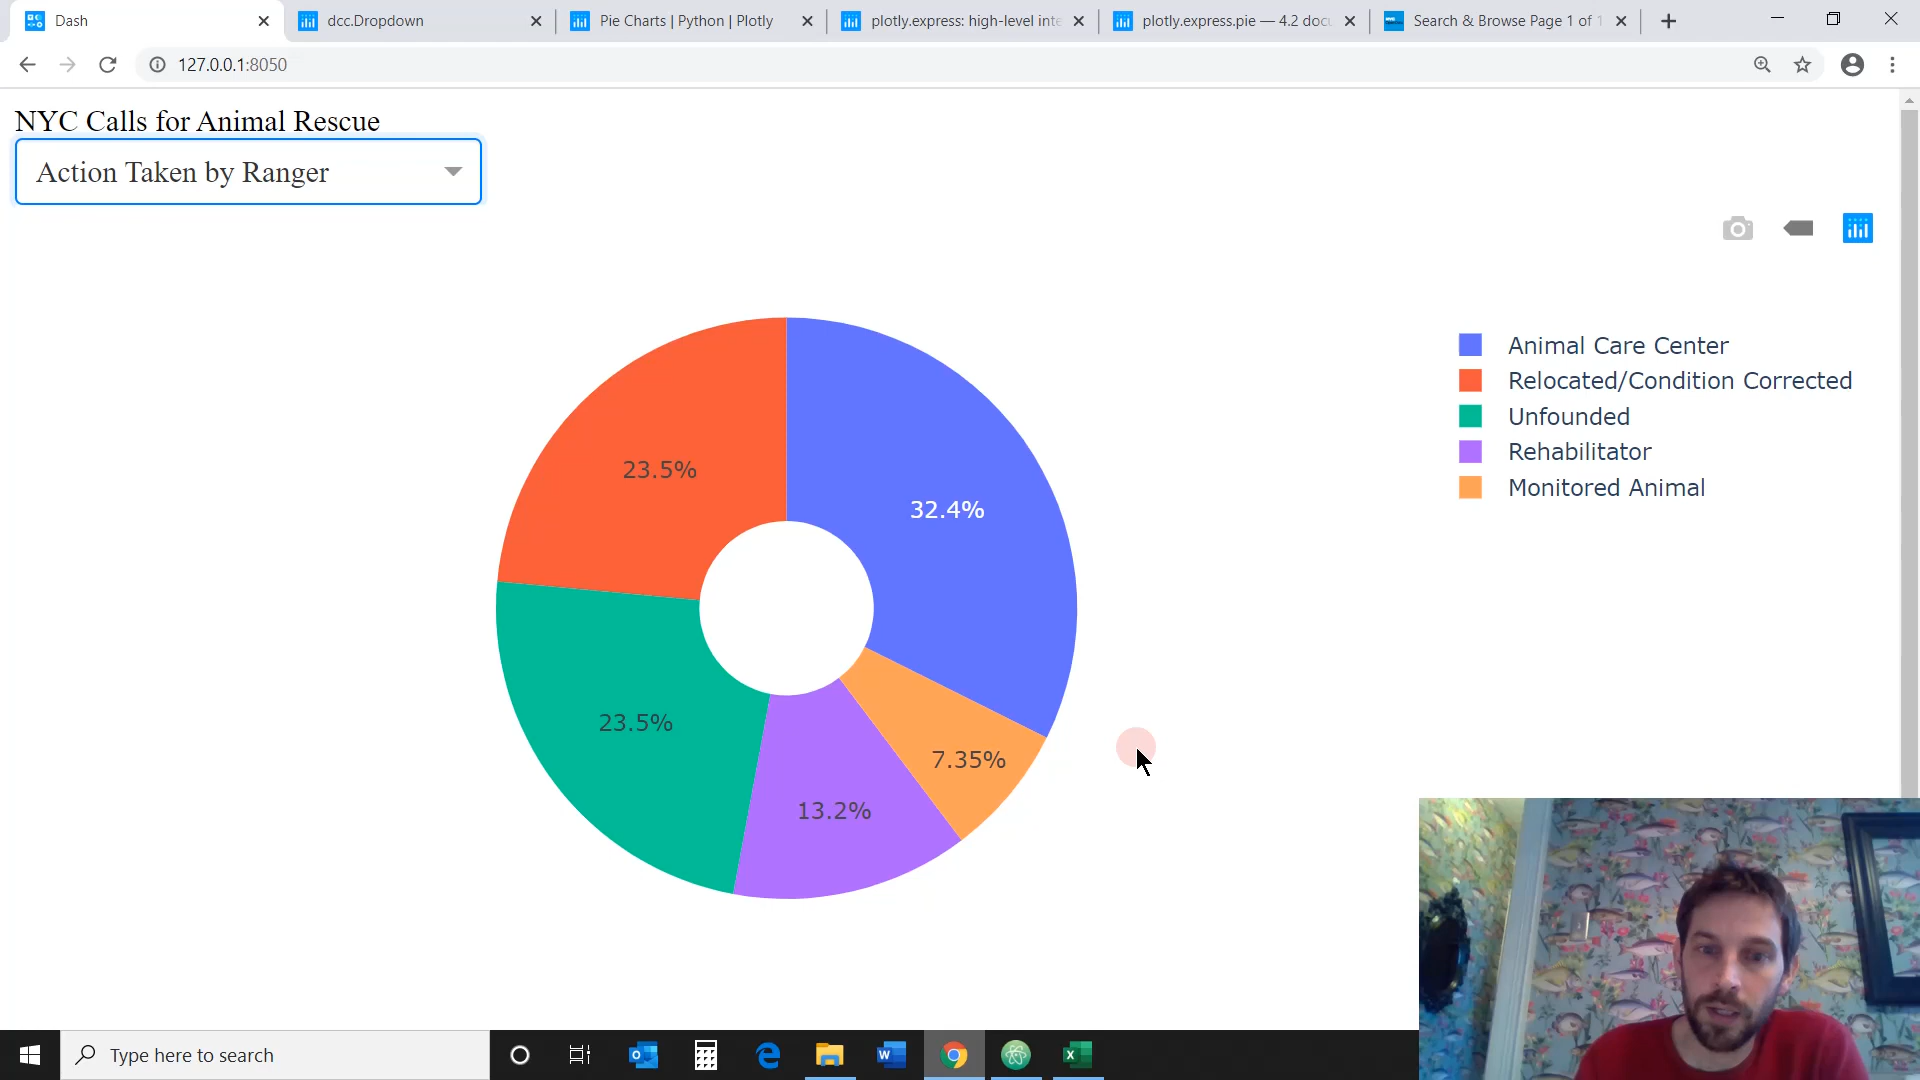 Dash
dcc.Dropdown
Pie Charts | Python | Plotly
plotly.express: high-level inte
plotly.express.pie — 4.2 docu
Search & Browse Page 1 of 1
127.0.0.1:8050
NYC Calls for Animal Rescue
Action Taken by Ranger
Animal Care Center
Relocated/Condition Corrected
Unfounded
Rehabilitator
Monitored Animal
23.5%
32.4%
23.5%
7.35%
13.2%
Type here to search